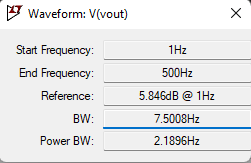 Waveform: V(vout)
Start Frequency: 1Hz
End Frequency: 500Hz
Reference: 5.846dB @ 1Hz
BW: 7.5008Hz
Power BW: 2.1896Hz